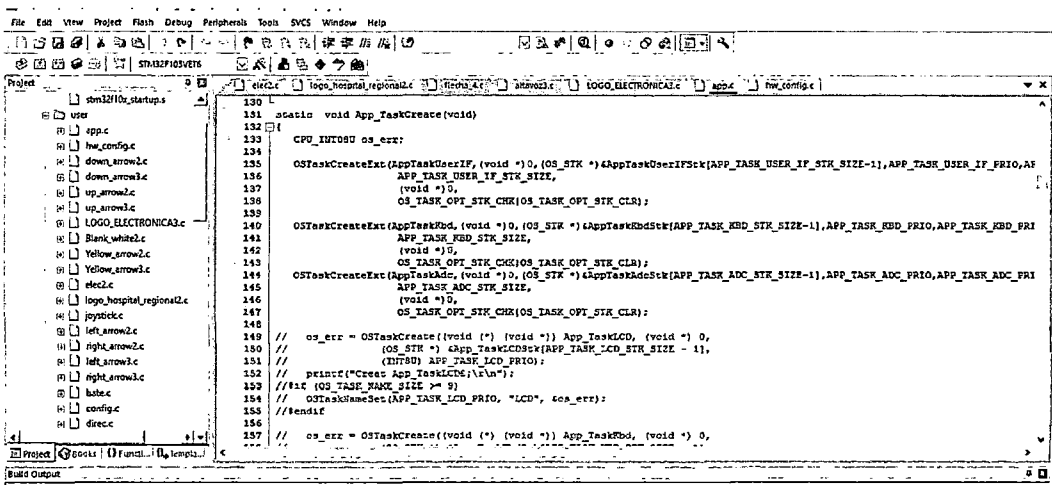 File Edit View Project Flash Debug Peripherals Tools SVCS Window Help
STM32F103VET6
Project
elec2.c logo_hospital_regional2.c flecha_4.c altavoz3.c LOGO_ELECTRONICA3.c app.c hw_config.c
stm32f10x_startup.s
user
app.c
hw_config.c
down_arrow2.c
down_arrow3.c
up_arrow2.c
up_arrow3.c
LOGO_ELECTRONICA3.c
Blank_white2.c
Yellow_arrow2.c
Yellow_arrow3.c
elec2.c
logo_hospital_regional2.c
joystick.c
left_arrow2.c
right_arrow2.c
left_arrow3.c
right_arrow3.c
bate.c
config.c
direc.c
Project Books Functi... Templa...
130
131 static void App_TaskCreate(void)
132 {
133 CPU_INT08U os_err;
134
135 OSTaskCreateExt(AppTaskUserIF,(void *)0,(OS_STK *)&AppTaskUserIFStk[APP_TASK_USER_IF_STK_SIZE-1],APP_TASK_USER_IF_PRIO,AP
136 APP_TASK_USER_IF_STK_SIZE,
137 (void *)0,
138 OS_TASK_OPT_STK_CHK|OS_TASK_OPT_STK_CLR);
139
140 OSTaskCreateExt(AppTaskKbd,(void *)0,(OS_STK *)&AppTaskKbdStk[APP_TASK_KBD_STK_SIZE-1],APP_TASK_KBD_PRIO,APP_TASK_KBD_PRI
141 APP_TASK_KBD_STK_SIZE,
142 (void *)0,
143 OS_TASK_OPT_STK_CHK|OS_TASK_OPT_STK_CLR);
144 OSTaskCreateExt(AppTaskAdc,(void *)0,(OS_STK *)&AppTaskAdcStk[APP_TASK_ADC_STK_SIZE-1],APP_TASK_ADC_PRIO,APP_TASK_ADC_PRI
145 APP_TASK_ADC_STK_SIZE,
146 (void *)0,
147 OS_TASK_OPT_STK_CHK|OS_TASK_OPT_STK_CLR);
148
149 // os_err = OSTaskCreate((void (*) (void *)) App_TaskLCD, (void *) 0,
150 // (OS_STK *) &App_TaskLCDStk[APP_TASK_LCD_STK_SIZE - 1],
151 // (INT8U) APP_TASK_LCD_PRIO);
152 // printf("Creat App_TaskLCD£;\r\n");
153 //#if (OS_TASK_NAME_SIZE >= 9)
154 // OSTaskNameSet(APP_TASK_LCD_PRIO, "LCD", &os_err);
155 //#endif
156
157 // os_err = OSTaskCreate((void (*) (void *)) App_TaskKbd, (void *) 0,
Build Output